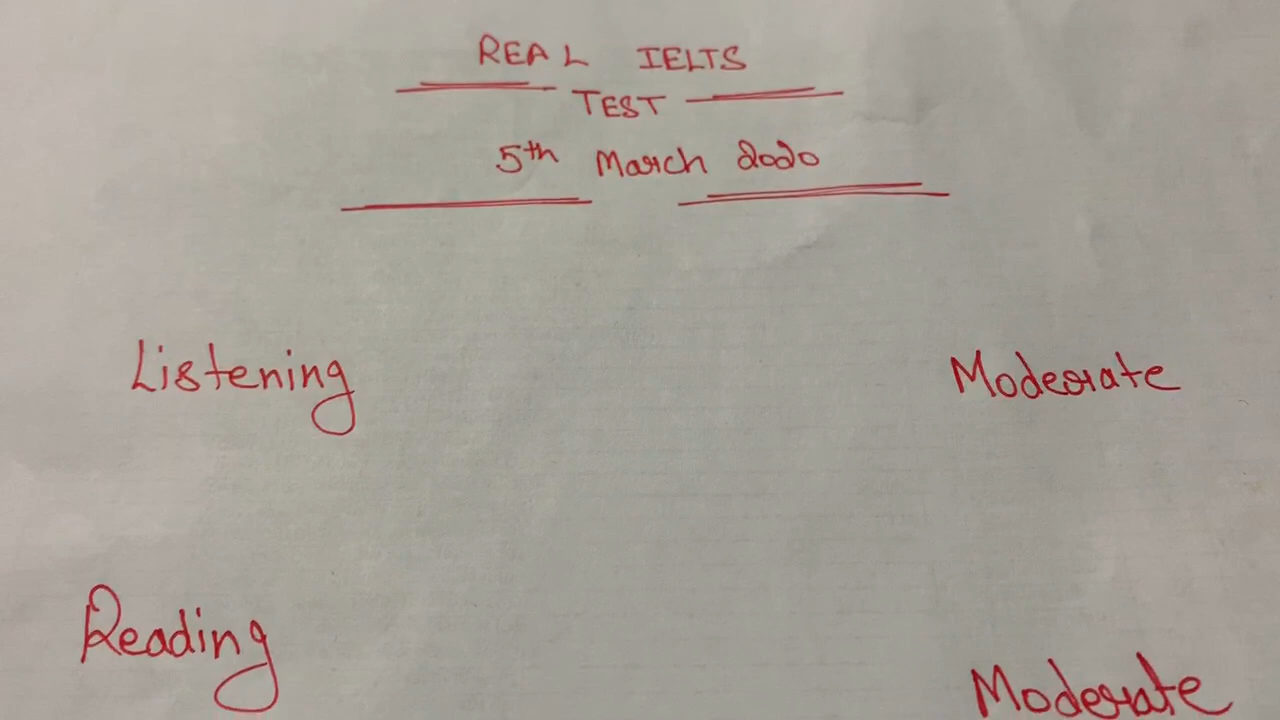 REAL IELTS
TEST
5th March 2020
Listening Moderate
Reading Moderate